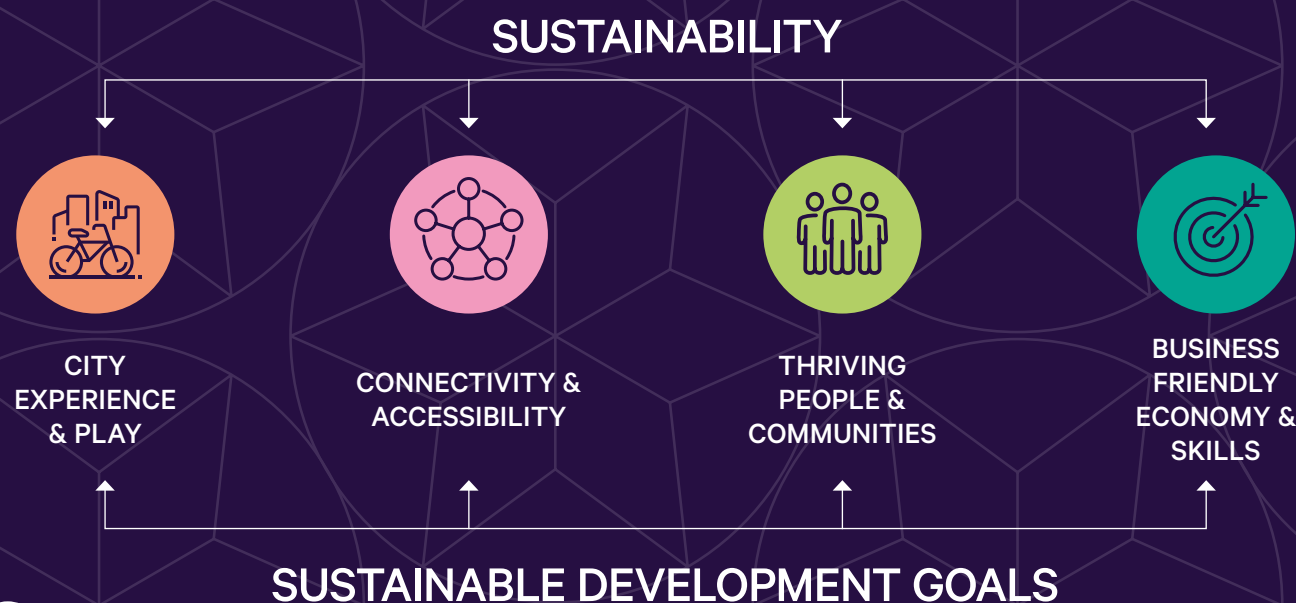 SUSTAINABILITY
CITY
EXPERIENCE
& PLAY
CONNECTIVITY &
ACCESSIBILITY
THRIVING
PEOPLE &
COMMUNITIES
BUSINESS
FRIENDLY
ECONOMY &
SKILLS
SUSTAINABLE DEVELOPMENT GOALS